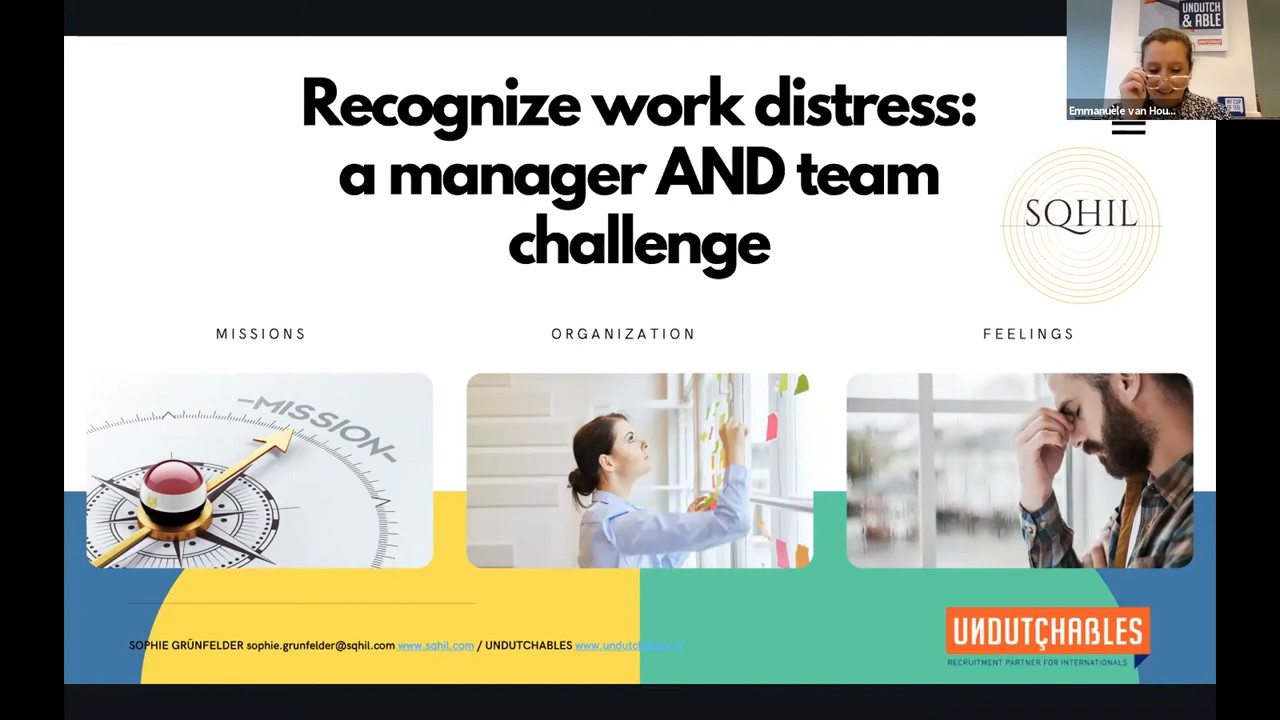 UNDUTCH
& ABLE
Emmanuèle van Hou...
Recognize work distress:
a manager AND team
challenge
SQHIL
MISSIONS
ORGANIZATION
FEELINGS
–MISSION–
SOPHIE GRÜNFELDER sophie.grunfelder@sqhil.com www.sqhil.com / UNDUTCHABLES
UNDUTÇHABLES
RECRUITMENT PARTNER FOR INTERNATIONALS